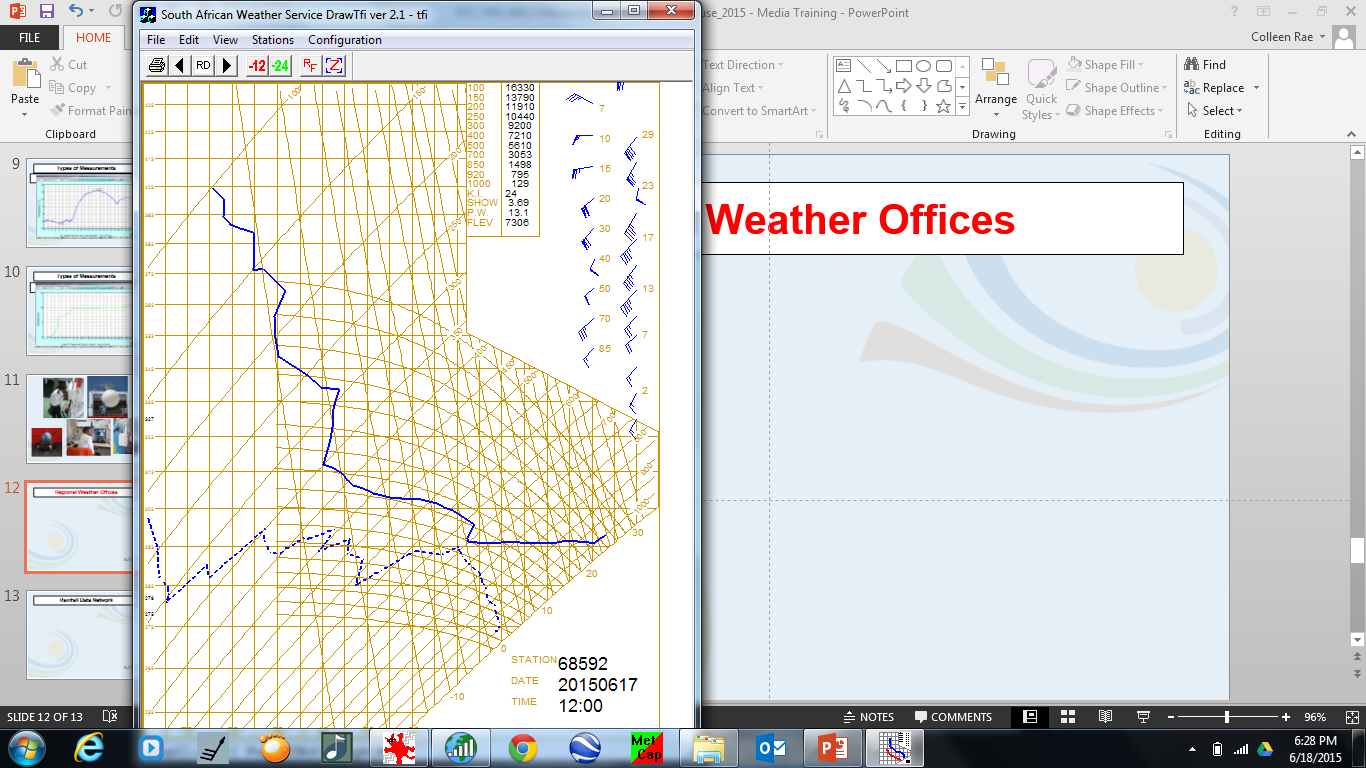 South African Weather Service DrawTfi ver 2.1 - tfi
use_2015 - Media Training - PowerPoint
FILE
HOME
Colleen Rae
File Edit View Stations Configuration
RD -12 -24 RF Z
Paste
Cut
Copy
Format Pain
Clipboard
Text Direction
Align Text
Convert to SmartArt
Arrange
Quick Styles
Shape Fill
Shape Outline
Shape Effects
Drawing
Find
Replace
Select
Editing
9
Types of Measurements
10
Types of Measurements
11
12
Regional Weather Offices
13
Rainfall Data Network
100 16330
150 13790
200 11910
250 10440
300 9200
400 7210
500 5610
700 3053
850 1498
920 795
1000 129
K.I. 24
SHOW 3.69
P.W. 13.1
FLEV 7306
7
10
15
20
30
40
50
70
85
29
23
17
13
7
2
30
20
10
0
-10
STATION 68592
DATE 20150617
TIME 12:00
Weather Offices
SLIDE 12 OF 13
NOTES
COMMENTS
96%
Met Cap
6:28 PM
6/18/2015